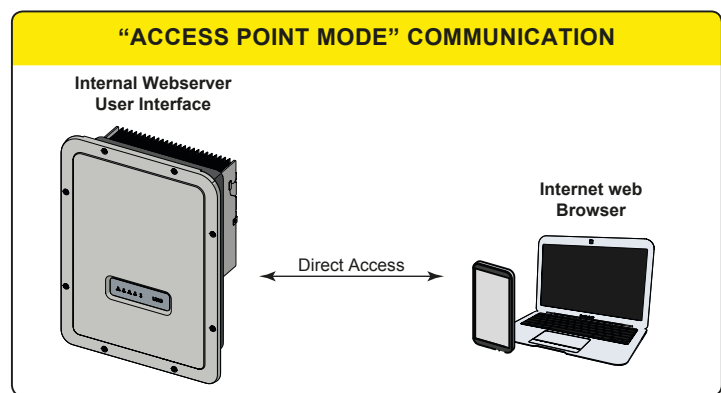 “ACCESS POINT MODE” COMMUNICATION
Internal Webserver
User Interface
Internet web
Browser
Direct Access